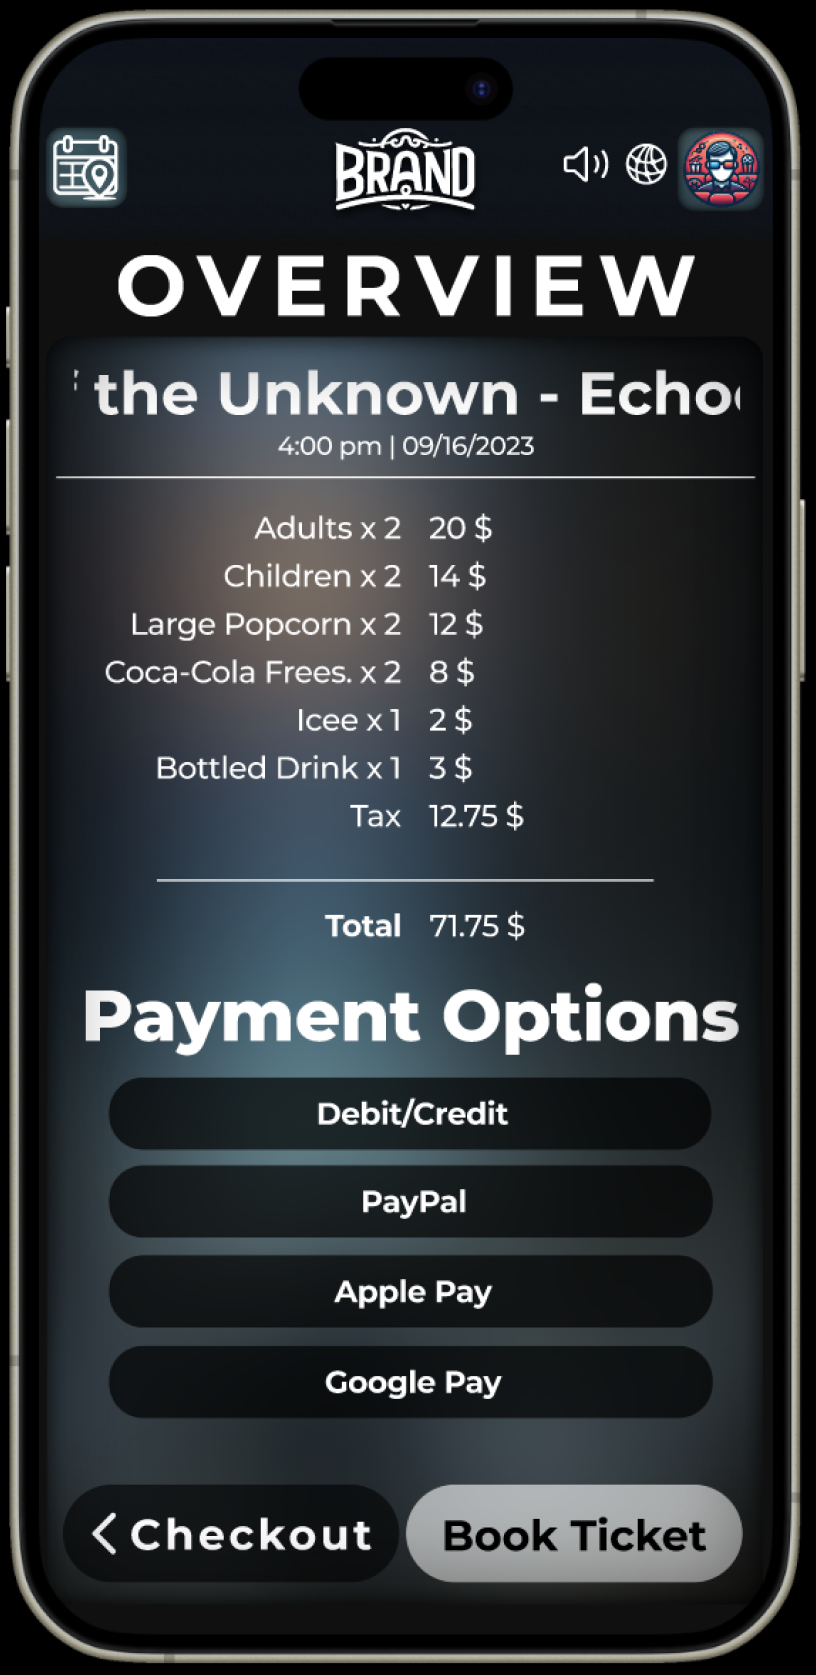 BRAND
OVERVIEW
the Unknown - Echo
4:00 pm | 09/16/2023
Adults x 2 20 $
Children x 2 14 $
Large Popcorn x 2 12 $
Coca-Cola Frees. x 2 8 $
Icee x 1 2 $
Bottled Drink x 1 3 $
Tax 12.75 $
Total 71.75 $
Payment Options
Debit/Credit
PayPal
Apple Pay
Google Pay
Checkout Book Ticket